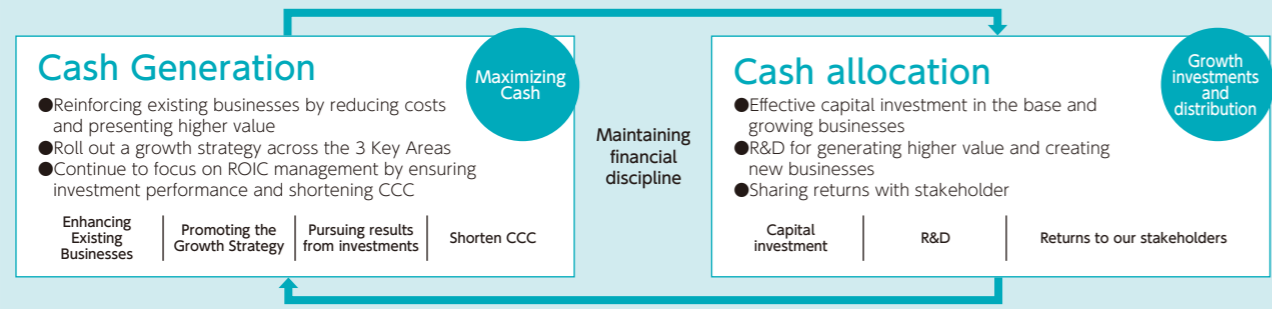 Cash Generation
Maximizing
Cash
●Reinforcing existing businesses by reducing costs
and presenting higher value
●Roll out a growth strategy across the 3 Key Areas
●Continue to focus on ROIC management by ensuring
investment performance and shortening CCC
Enhancing
Existing
Businesses
Promoting the
Growth Strategy
Pursuing results
from investments
Shorten CCC
Maintaining
financial
discipline
Cash allocation
Growth
investments
and
distribution
●Effective capital investment in the base and
growing businesses
●R&D for generating higher value and creating
new businesses
●Sharing returns with stakeholder
Capital
investment
R&D
Returns to our stakeholders